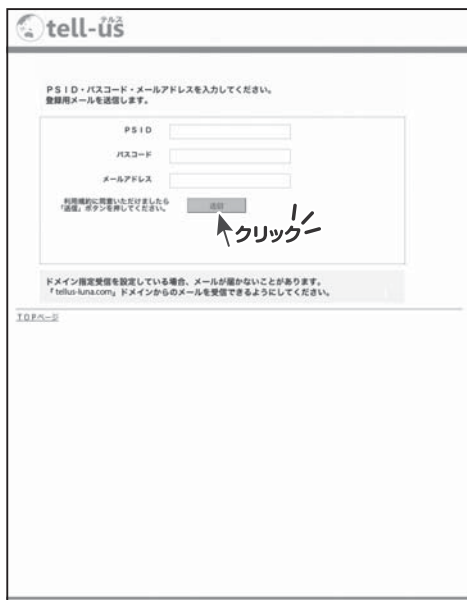 テルス
tell-us
PSID・パスコード・メールアドレスを入力してください。
登録用メールを送信します。
PSID
パスコード
メールアドレス
利用規約に同意いただけましたら
「送信」ボタンを押してください。
送信
クリック
ドメイン指定受信を設定している場合、メールが届かないことがあります。
「tellus-luna.com」ドメインからのメールを受信できるようにしてください。
TOPページ